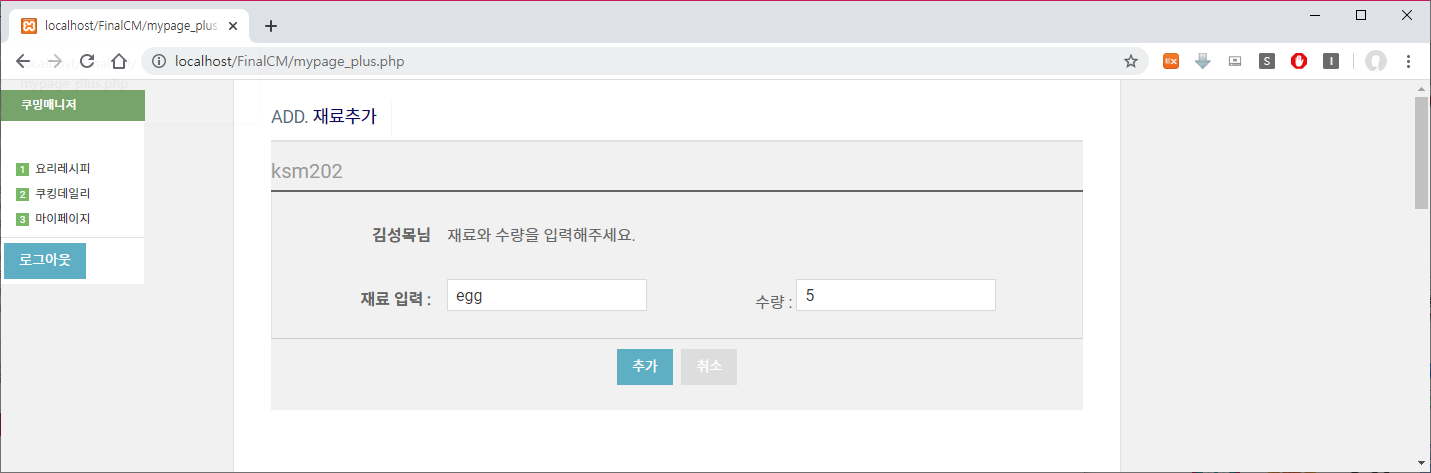 localhost/FinalCM/mypage_plus
localhost/FinalCM/mypage_plus.php
mypage_plus.php
쿠밍매니저
1 요리레시피
2 쿠킹데일리
3 마이페이지
로그아웃
ADD. 재료추가
ksm202
김성목님 재료와 수량을 입력해주세요.
재료 입력 : egg 수량 : 5
추가 취소